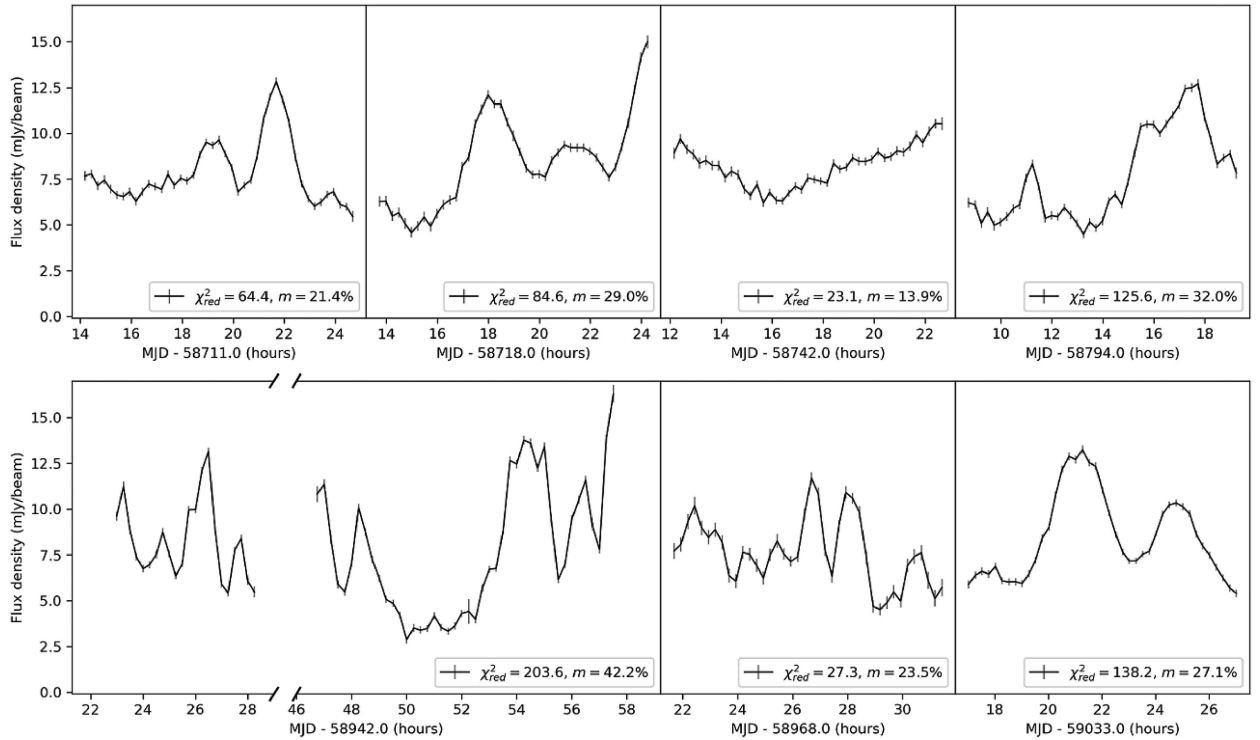 Flux density (mJy/beam)
15.0
12.5
10.0
7.5
5.0
2.5
0.0
χ²red = 64.4, m = 21.4%
χ²red = 84.6, m = 29.0%
χ²red = 23.1, m = 13.9%
χ²red = 125.6, m = 32.0%
14 16 18 20 22 24 14 16 18 20 22 24 12 14 16 18 20 22 10 12 14 16 18
MJD - 58711.0 (hours) MJD - 58718.0 (hours) MJD - 58742.0 (hours) MJD - 58794.0 (hours)
Flux density (mJy/beam)
15.0
12.5
10.0
7.5
5.0
2.5
0.0
χ²red = 203.6, m = 42.2%
χ²red = 27.3, m = 23.5%
χ²red = 138.2, m = 27.1%
22 24 26 28 46 48 50 52 54 56 58 22 24 26 28 30 18 20 22 24 26
MJD - 58942.0 (hours) MJD - 58968.0 (hours) MJD - 59033.0 (hours)